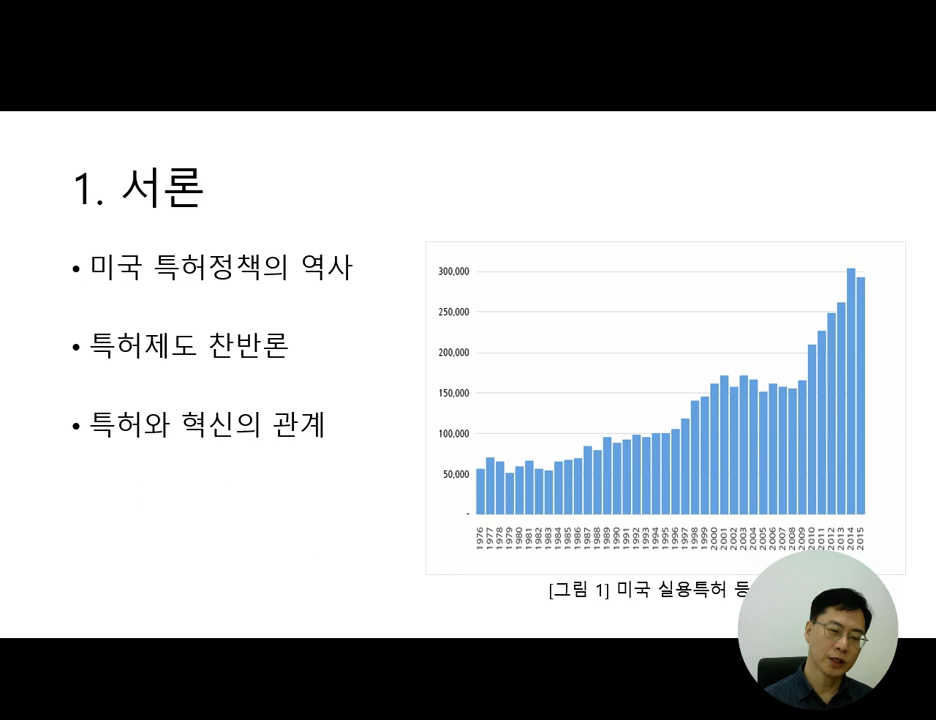 1. 서론
• 미국 특허정책의 역사
• 특허제도 찬반론
• 특허와 혁신의 관계
300,000
250,000
200,000
150,000
100,000
50,000
-
1976 1977 1978 1979 1980 1981 1982 1983 1984 1985 1986 1987 1988 1989 1990 1991 1992 1993 1994 1995 1996 1997 1998 1999 2000 2001 2002 2003 2004 2005 2006 2007 2008 2009 2010 2011 2012 2013 2014 2015
[그림 1] 미국 실용특허 등